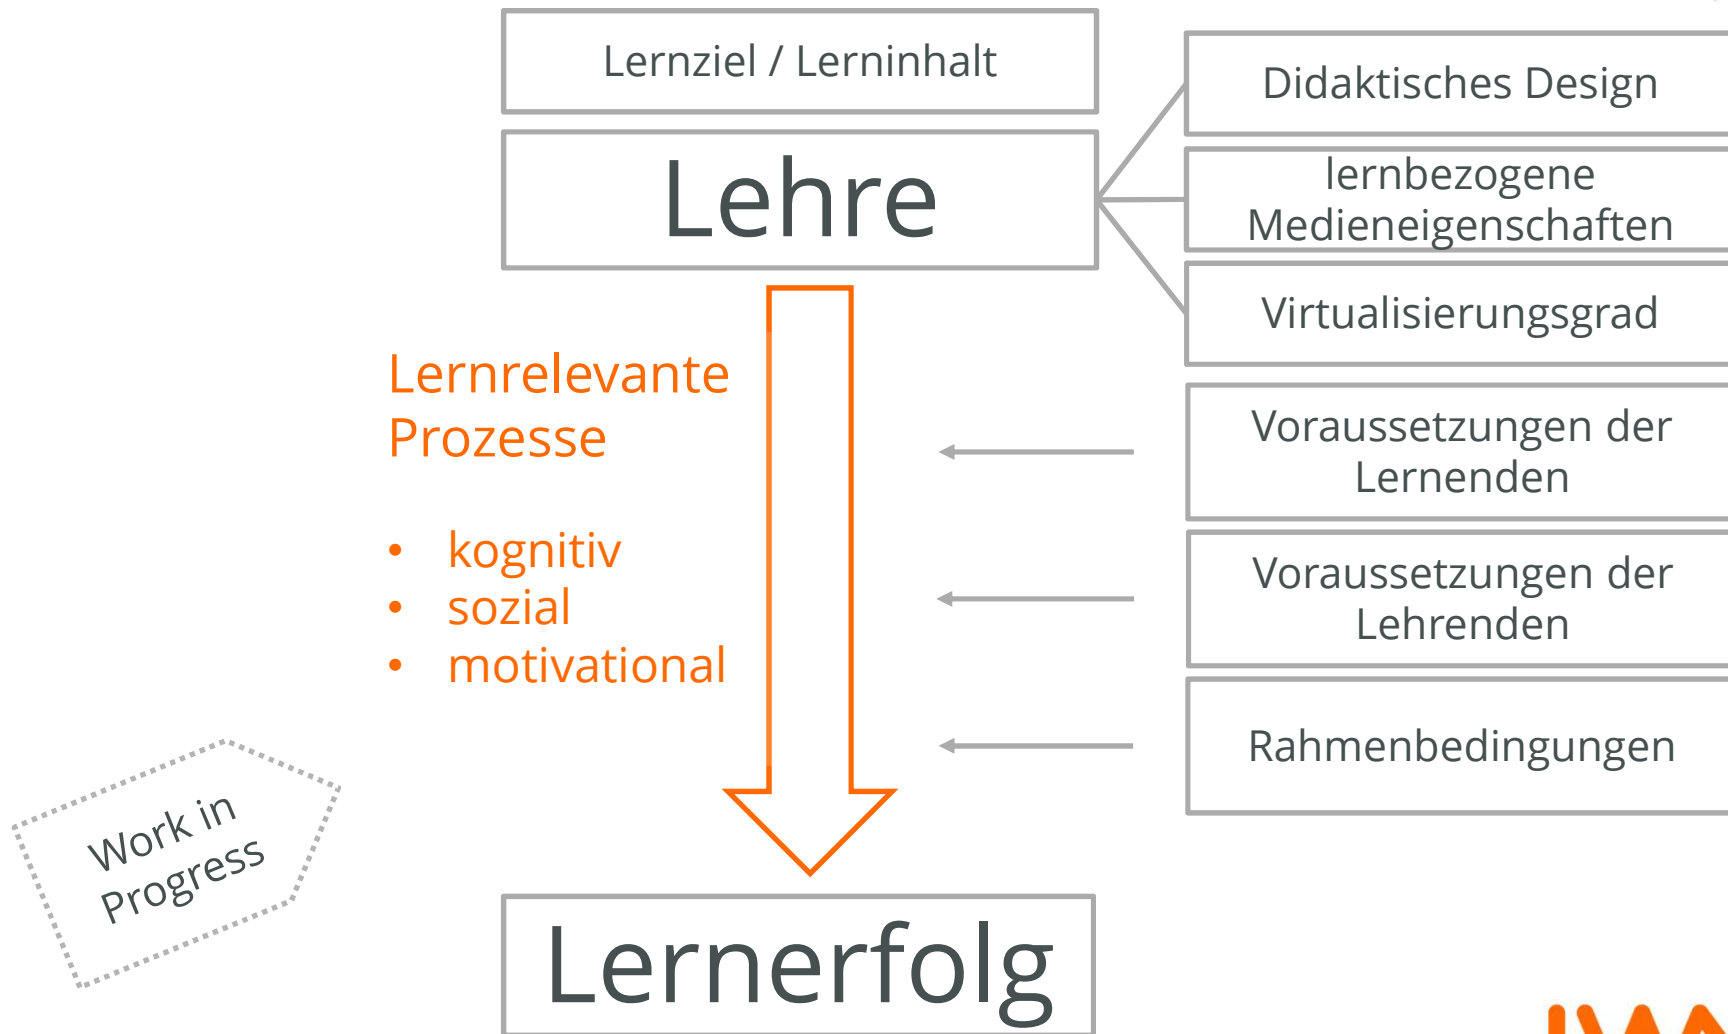 Lernziel / Lerninhalt
Lehre
Didaktisches Design
lernbezogene
Medieneigenschaften
Virtualisierungsgrad
Lernrelevante
Prozesse
• kognitiv
• sozial
• motivational
Voraussetzungen der
Lernenden
Voraussetzungen der
Lehrenden
Rahmenbedingungen
Work in
Progress
Lernerfolg